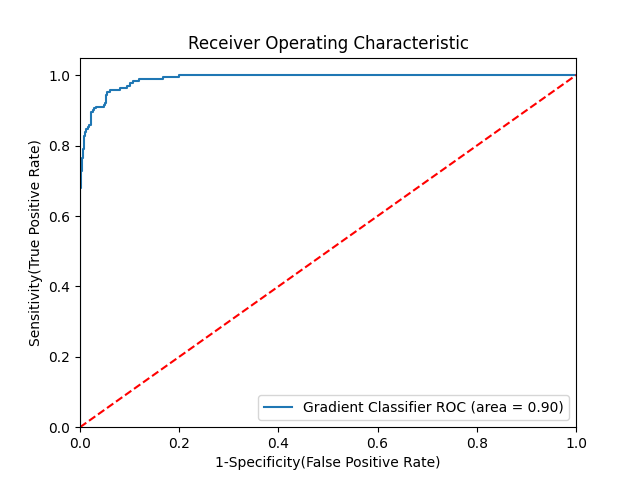 Receiver Operating Characteristic
1.0
0.8
0.6
0.4
0.2
0.0
Sensitivity(True Positive Rate)
Gradient Classifier ROC (area = 0.90)
0.0 0.2 0.4 0.6 0.8 1.0
1-Specificity(False Positive Rate)